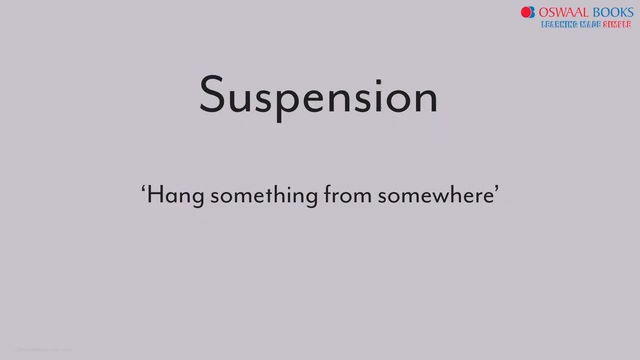 OSWAAL BOOKS
LEARNING MADE SIMPLE
Suspension
‘Hang something from somewhere’